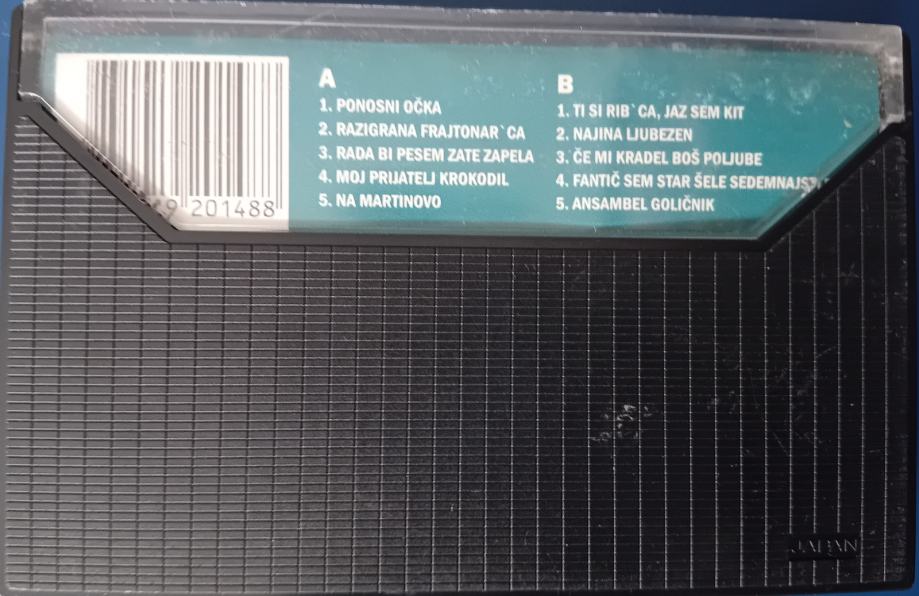 A
1. PONOSNI OČKA
2. RAZIGRANA FRAJTONAR`CA
3. RADA BI PESEM ZATE ZAPELA
4. MOJ PRIJATELJ KROKODIL
5. NA MARTINOVO
B
1. TI SI RIB`CA, JAZ SEM KIT
2. NAJINA LJUBEZEN
3. ČE MI KRADEL BOŠ POLJUBE
4. FANTIČ SEM STAR ŠELE
5. ANSAMBEL GOLIČNIK
201488
JAPAN